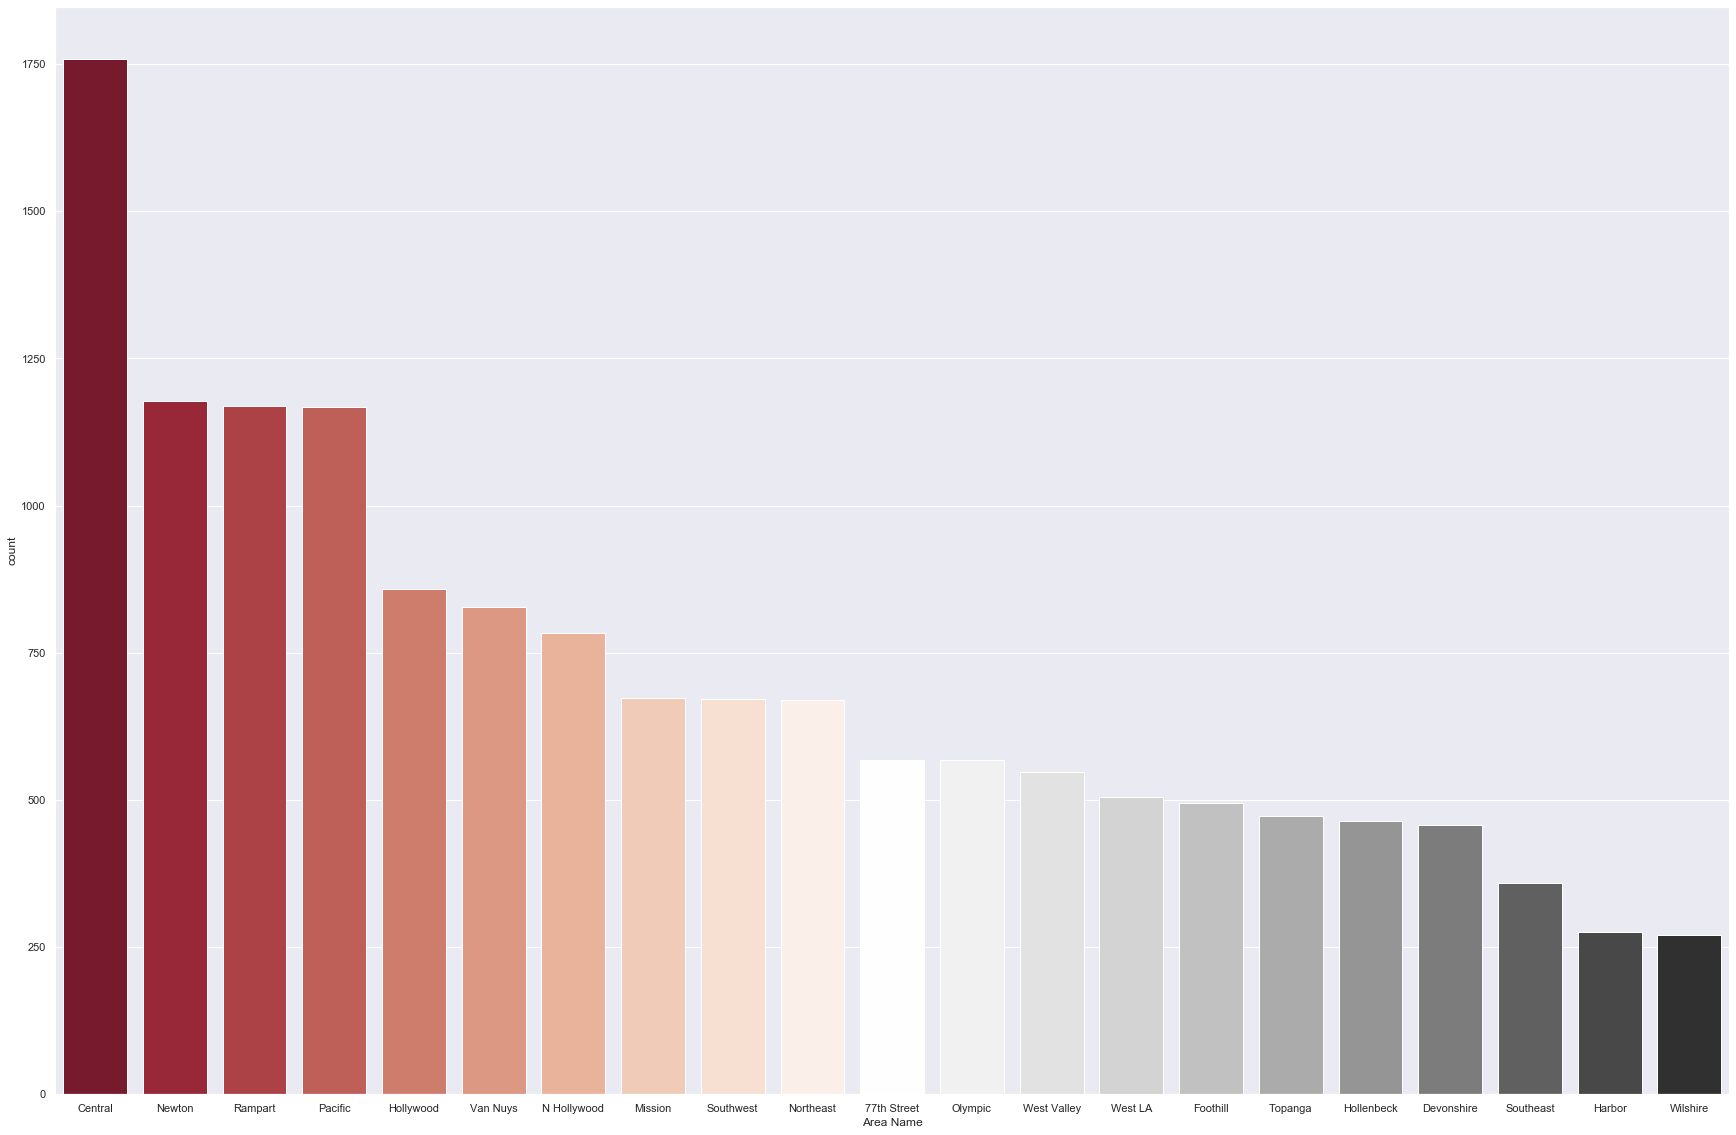 1750
1500
1250
1000
750
500
250
0
count
Central Newton Rampart Pacific Hollywood Van Nuys N Hollywood Mission Southwest Northeast 77th Street Olympic West Valley West LA Foothill Topanga Hollenbeck Devonshire Southeast Harbor Wilshire
Area Name